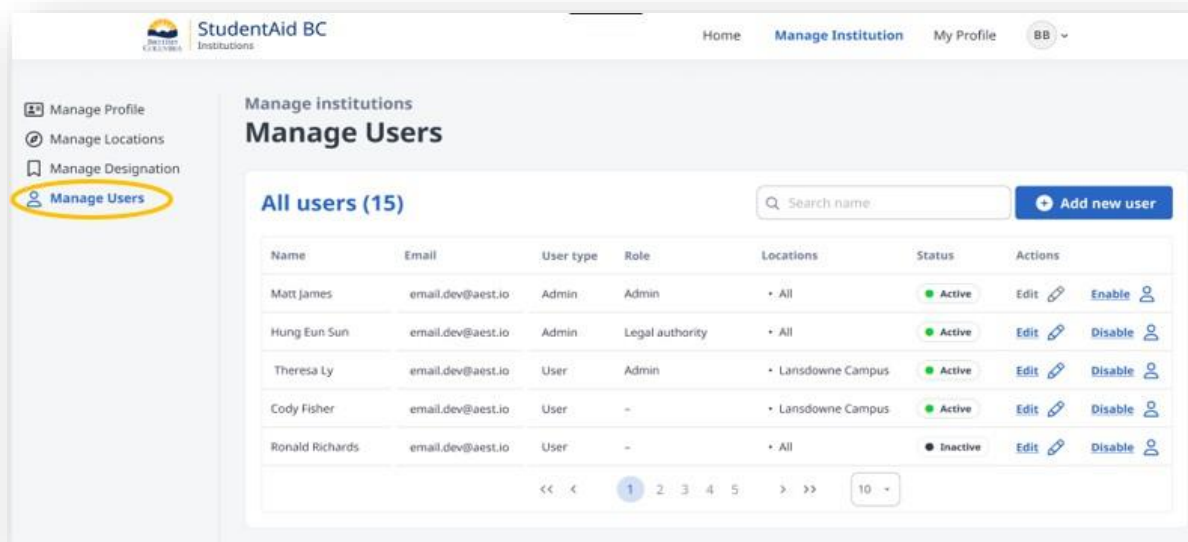 StudentAid BC
BRITISH
COLUMBIA
Institutions
Home Manage Institution My Profile BB
Manage Profile
Manage Locations
Manage Designation
Manage Users
Manage institutions
Manage Users
All users (15) Search name Add new user
Name Email User type Role Locations Status Actions
Matt James email.dev@aest.io Admin Admin • All Active Edit Enable
Hung Eun Sun email.dev@aest.io Admin Legal authority • All Active Edit Disable
Theresa Ly email.dev@aest.io User Admin • Lansdowne Campus Active Edit Disable
Cody Fisher email.dev@aest.io User – • Lansdowne Campus Active Edit Disable
Ronald Richards email.dev@aest.io User – • All Inactive Edit Disable
<< < 1 2 3 4 5 > >> 10